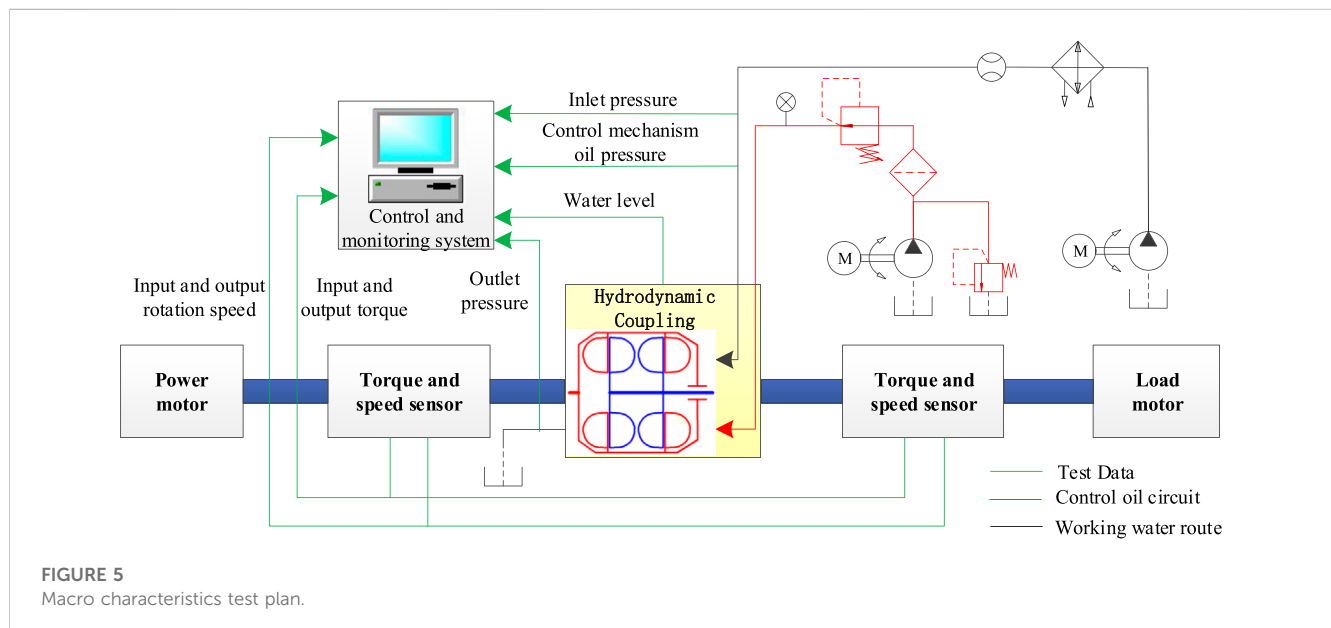 Inlet pressure
Control mechanism
oil pressure
Water level
Control and
monitoring system
Input and output
rotation speed
Input and
output torque
Outlet
pressure
Hydrodynamic
Coupling
M
M
Power
motor
Torque and
speed sensor
Torque and
speed sensor
Load
motor
Test Data
Control oil circuit
Working water route
FIGURE 5
Macro characteristics test plan.